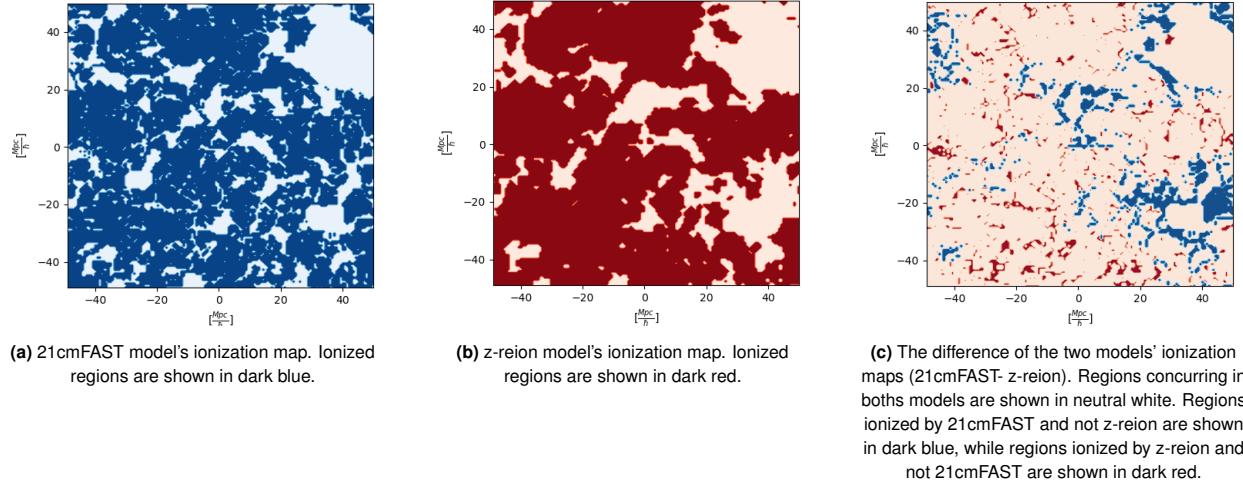 40
20
0
−20
−40
[Mpc/h]
−40 −20 0 20 40
[Mpc/h]
(a) 21cmFAST model's ionization map. Ionized
regions are shown in dark blue.
40
20
0
−20
−40
[Mpc/h]
−40 −20 0 20 40
[Mpc/h]
(b) z-reion model's ionization map. Ionized
regions are shown in dark red.
40
20
0
−20
−40
[Mpc/h]
−40 −20 0 20 40
[Mpc/h]
(c) The difference of the two models' ionization
maps (21cmFAST- z-reion). Regions concurring in
boths models are shown in neutral white. Regions
ionized by 21cmFAST and not z-reion are shown
in dark blue, while regions ionized by z-reion and
not 21cmFAST are shown in dark red.